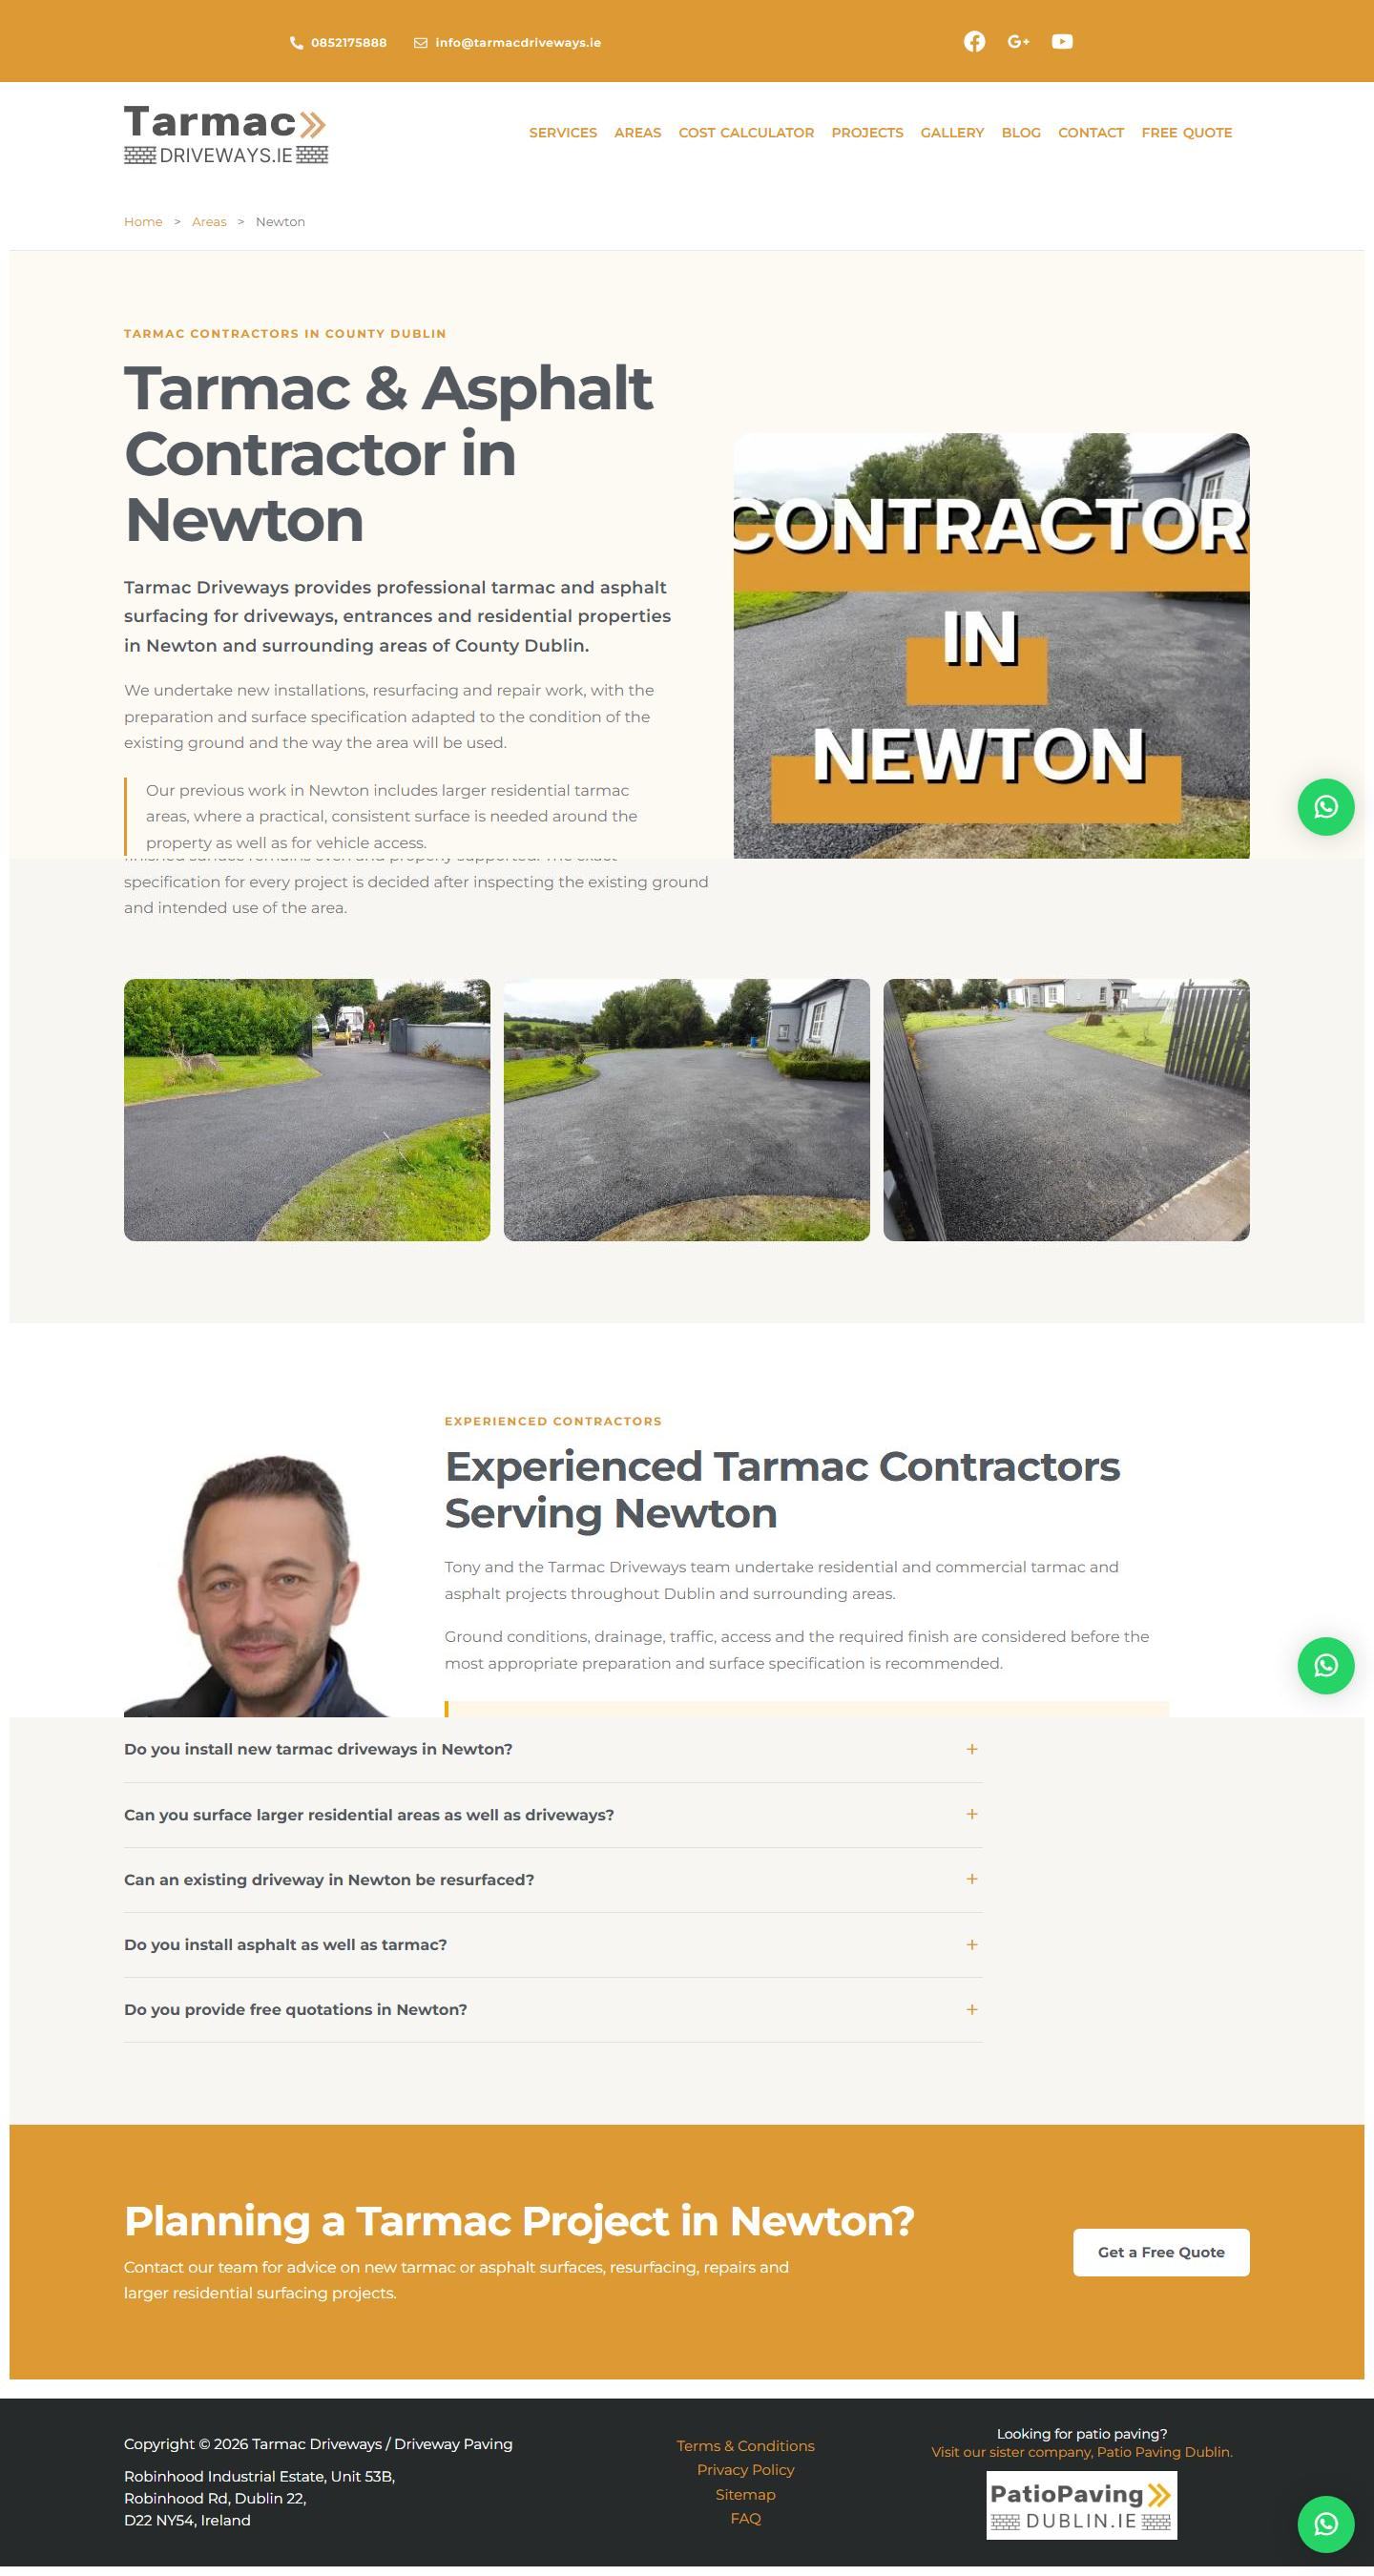 0852175888
info@tarmacdriveways.ie
Tarmac
DRIVEWAYS.IE
SERVICES AREAS COST CALCULATOR PROJECTS GALLERY BLOG CONTACT FREE QUOTE
Home > Areas > Newton
TARMAC CONTRACTORS IN COUNTY DUBLIN
Tarmac & Asphalt
Contractor in
Newton
Tarmac Driveways provides professional tarmac and asphalt
surfacing for driveways, entrances and residential properties
in Newton and surrounding areas of County Dublin.
We undertake new installations, resurfacing and repair work, with the
preparation and surface specification adapted to the condition of the
existing ground and the way the area will be used.
Our previous work in Newton includes larger residential tarmac
areas, where a practical, consistent surface is needed around the
property as well as for vehicle access.
CONTRACTOR
IN
NEWTON
specification for every project is decided after inspecting the existing ground
and intended use of the area.
EXPERIENCED CONTRACTORS
Experienced Tarmac Contractors
Serving Newton
Tony and the Tarmac Driveways team undertake residential and commercial tarmac and
asphalt projects throughout Dublin and surrounding areas.
Ground conditions, drainage, traffic, access and the required finish are considered before the
most appropriate preparation and surface specification is recommended.
Do you install new tarmac driveways in Newton?
Can you surface larger residential areas as well as driveways?
Can an existing driveway in Newton be resurfaced?
Do you install asphalt as well as tarmac?
Do you provide free quotations in Newton?
Planning a Tarmac Project in Newton?
Contact our team for advice on new tarmac or asphalt surfaces, resurfacing, repairs and
larger residential surfacing projects.
Get a Free Quote
Copyright © 2026 Tarmac Driveways / Driveway Paving
Robinhood Industrial Estate, Unit 53B,
Robinhood Rd, Dublin 22,
D22 NY54, Ireland
Terms & Conditions
Privacy Policy
Sitemap
FAQ
Looking for patio paving?
Visit our sister company, Patio Paving Dublin.
PatioPaving
DUBLIN.IE